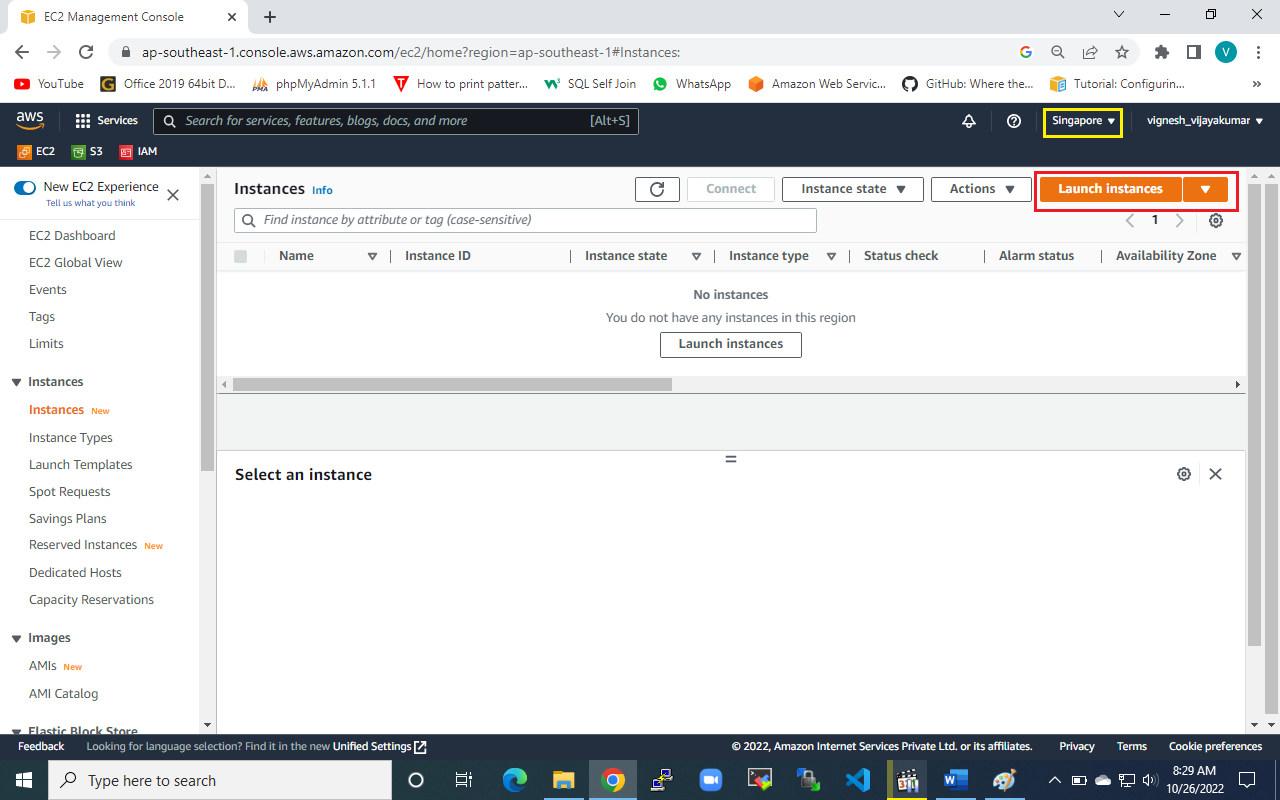 EC2 Management Console
ap-southeast-1.console.aws.amazon.com/ec2/home?region=ap-southeast-1#Instances:
V
YouTube
Office 2019 64bit D...
phpMyAdmin 5.1.1
How to print patter...
SQL Self Join
WhatsApp
Amazon Web Servic...
GitHub: Where the...
Tutorial: Configurin...
»
aws
Services
Search for services, features, blogs, docs, and more
[Alt+S]
Singapore
vignesh_vijayakumar
EC2
S3
IAM
New EC2 Experience
Tell us what you think
EC2 Dashboard
EC2 Global View
Events
Tags
Limits
Instances
Instances New
Instance Types
Launch Templates
Spot Requests
Savings Plans
Reserved Instances New
Dedicated Hosts
Capacity Reservations
Images
AMIs New
AMI Catalog
Elastic Block Store
Instances Info
Connect
Instance state
Actions
Launch instances
Find instance by attribute or tag (case-sensitive)
1
Name
Instance ID
Instance state
Instance type
Status check
Alarm status
Availability Zone
No instances
You do not have any instances in this region
Launch instances
Select an instance
Feedback
Looking for language selection? Find it in the new Unified Settings
© 2022, Amazon Internet Services Private Ltd. or its affiliates.
Privacy
Terms
Cookie preferences
Type here to search
8:29 AM
10/26/2022